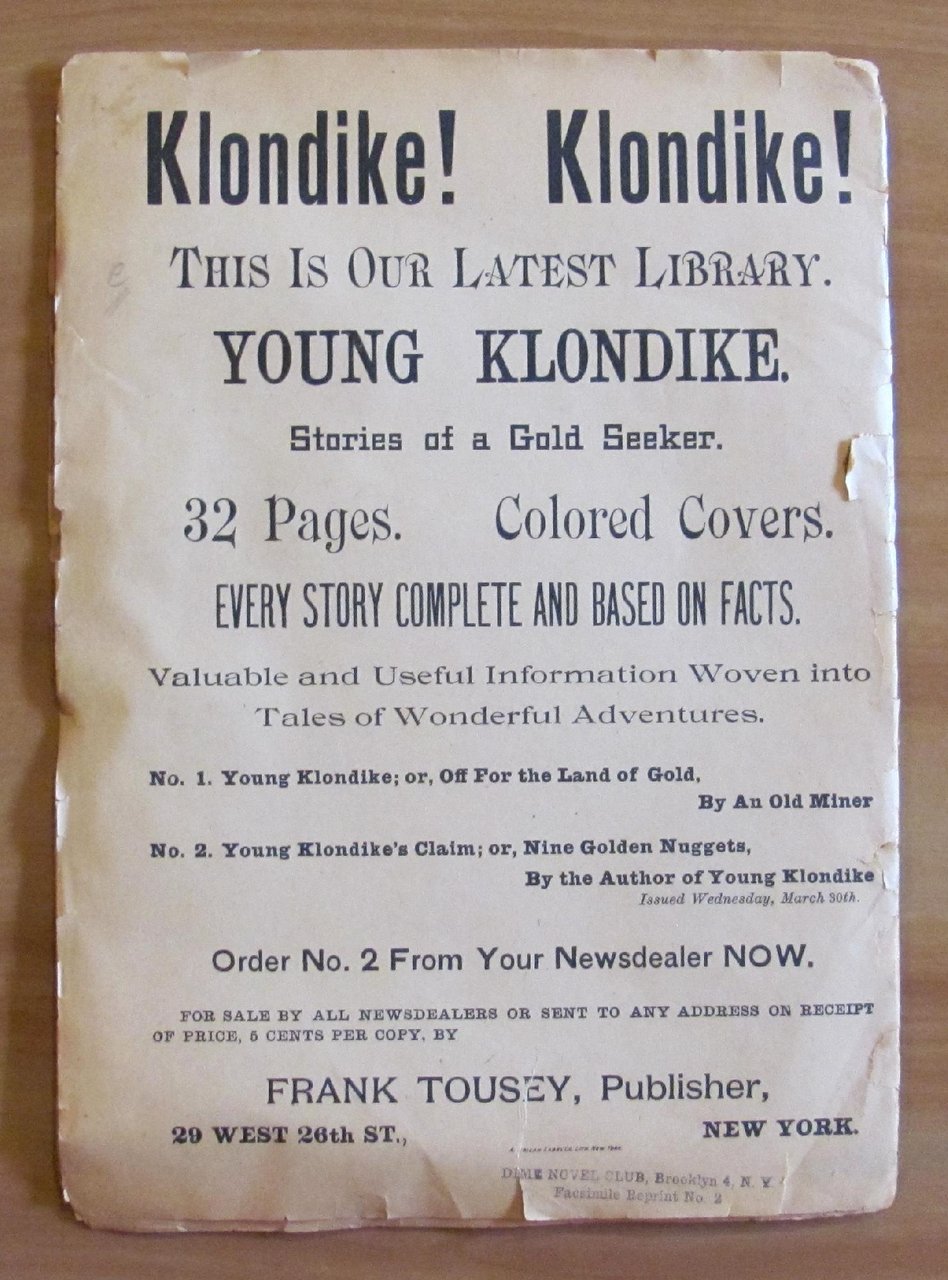 Klondike! Klondike!
THIS IS OUR LATEST LIBRARY.
YOUNG KLONDIKE.
Stories of a Gold Seeker.
32 Pages. Colored Covers.
EVERY STORY COMPLETE AND BASED ON FACTS.
Valuable and Useful Information Woven into
Tales of Wonderful Adventures.
No. 1. Young Klondike; or, Off For the Land of Gold,
By An Old Miner
No. 2. Young Klondike's Claim; or, Nine Golden Nuggets,
By the Author of Young Klondike
Issued Wednesday, March 30th.
Order No. 2 From Your Newsdealer NOW.
FOR SALE BY ALL NEWSDEALERS OR SENT TO ANY ADDRESS ON RECEIPT
OF PRICE, 5 CENTS PER COPY, BY
FRANK TOUSEY, Publisher,
29 WEST 26th ST., NEW YORK.
New York
DIME NOVEL CLUB, Brooklyn 4, N. Y.
Facsimile Reprint No. 2